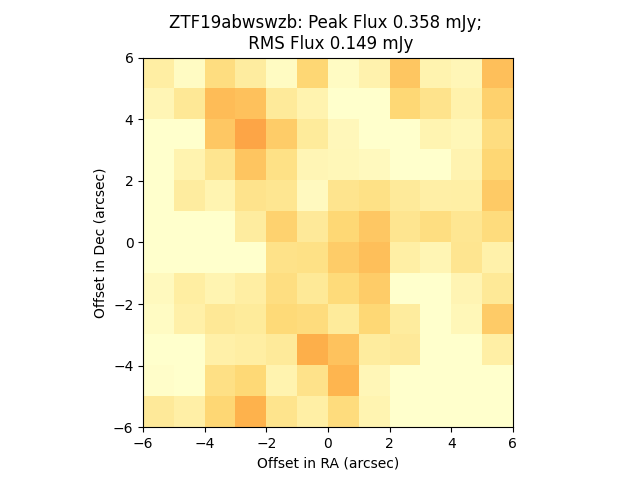 ZTF19abwswzb: Peak Flux 0.358 mJy;
RMS Flux 0.149 mJy
6
4
2
0
−2
−4
−6
Offset in Dec (arcsec)
−6 −4 −2 0 2 4 6
Offset in RA (arcsec)